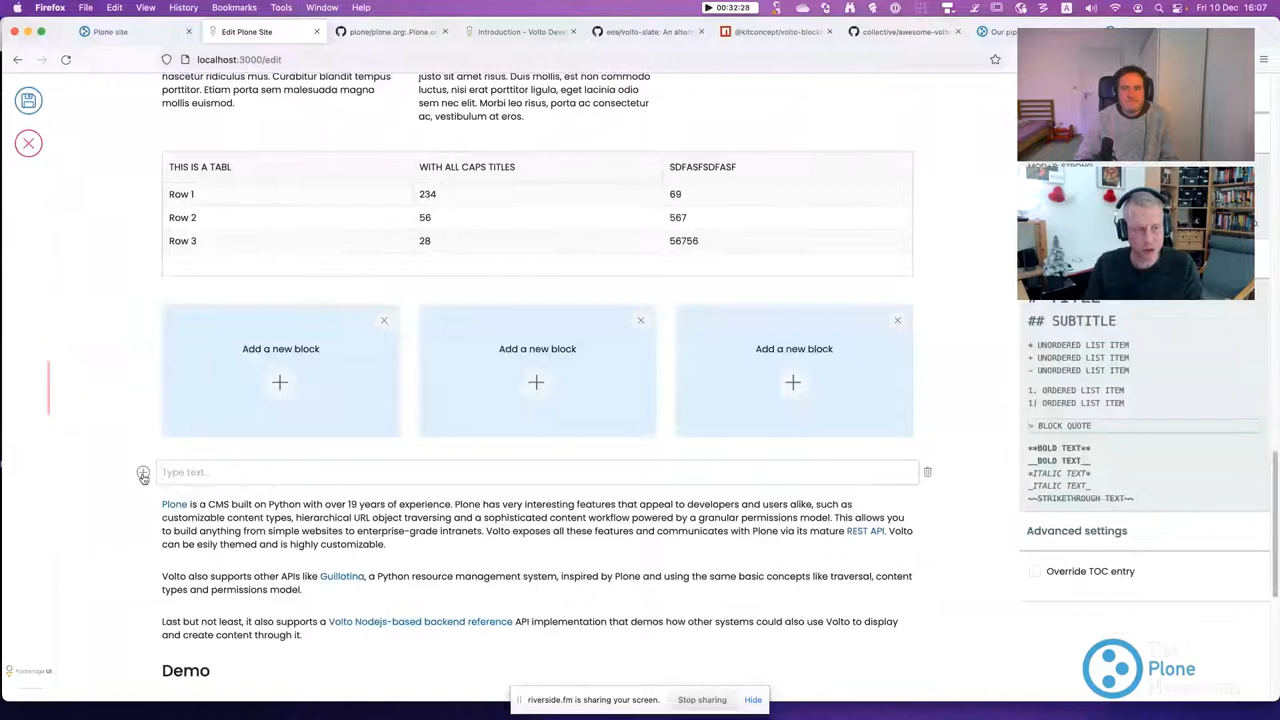 Firefox File Edit View History Bookmarks Tools Window Help 00:32:28 Fri 10 Dec 16:07
Plone site Edit Plone Site plone/plone.org: Plone.o Introduction - Volto Deve eea/volto-slate: An altern @kitconcept/volto-block collective/awesome-volto Our pip
localhost:3000/edit
nascetur ridiculus mus. Curabitur blandit tempus
porttitor. Etiam porta sem malesuada magna
mollis euismod.
justo sit amet risus. Duis mollis, est non commodo
luctus, nisi erat porttitor ligula, eget lacinia odio
sem nec elit. Morbi leo risus, porta ac consectetur
ac, vestibulum at eros.
THIS IS A TABL WITH ALL CAPS TITLES SDFASFSDFASF
Row 1 234 69
Row 2 56 567
Row 3 28 56756
Add a new block Add a new block Add a new block
Type text…
Plone is a CMS built on Python with over 19 years of experience. Plone has very interesting features that appeal to developers and users alike, such as
customizable content types, hierarchical URL object traversing and a sophisticated content workflow powered by a granular permissions model. This allows you
to build anything from simple websites to enterprise-grade intranets. Volto exposes all these features and communicates with Plone via its mature REST API. Volto
can be esily themed and is highly customizable.
Volto also supports other APIs like Guillotina, a Python resource management system, inspired by Plone and using the same basic concepts like traversal, content
types and permissions model.
Last but not least, it also supports a Volto Nodejs-based backend reference API implementation that demos how other systems could also use Volto to display
and create content through it.
Demo
# TITLE
## SUBTITLE
* UNORDERED LIST ITEM
+ UNORDERED LIST ITEM
- UNORDERED LIST ITEM
1. ORDERED LIST ITEM
1) ORDERED LIST ITEM
> BLOCK QUOTE
**BOLD TEXT**
__BOLD TEXT__
*ITALIC TEXT*
_ITALIC TEXT_
~~STRIKETHROUGH TEXT~~
Advanced settings
Override TOC entry
Plone
riverside.fm is sharing your screen. Stop sharing Hide